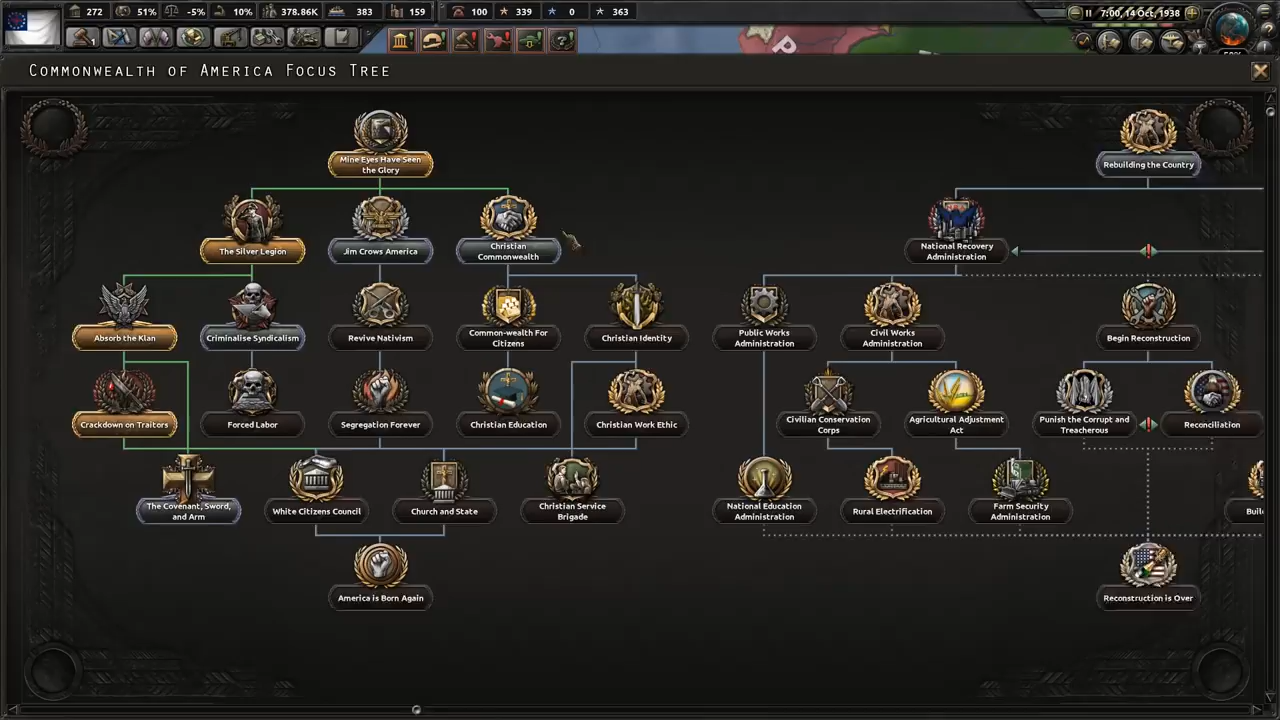 272 51% -5% 10% 378.86K 383 159 100 339 0 363 7:00, 14 Oct, 1938
1
Commonwealth of America Focus Tree
Mine Eyes Have Seen
the Glory
Rebuilding the Country
The Silver Legion
Jim Crows America
Christian
Commonwealth
National Recovery
Administration
Absorb the Klan
Criminalise Syndicalism
Revive Nativism
Common-wealth For
Citizens
Christian Identity
Public Works
Administration
Civil Works
Administration
Begin Reconstruction
Crackdown on Traitors
Forced Labor
Segregation Forever
Christian Education
Christian Work Ethic
Civilian Conservation
Corps
Agricultural Adjustment
Act
Punish the Corrupt and
Treacherous
Reconciliation
The Covenant, Sword,
and Arm
White Citizens Council
Church and State
Christian Service
Brigade
National Education
Administration
Rural Electrification
Farm Security
Administration
Buil
America is Born Again
Reconstruction is Over